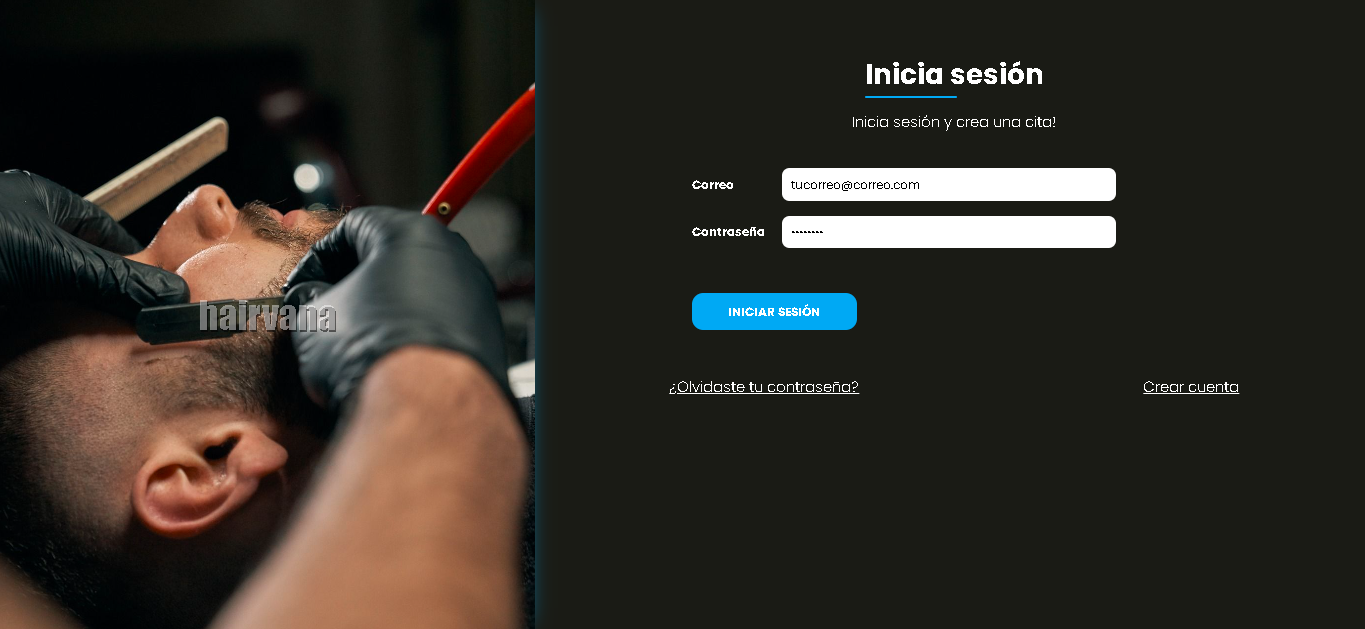 hairvana
Inicia sesión
Inicia sesión y crea una cita!
Correo
tucorreo@correo.com
Contraseña
••••••••
INICIAR SESIÓN
¿Olvidaste tu contraseña?
Crear cuenta